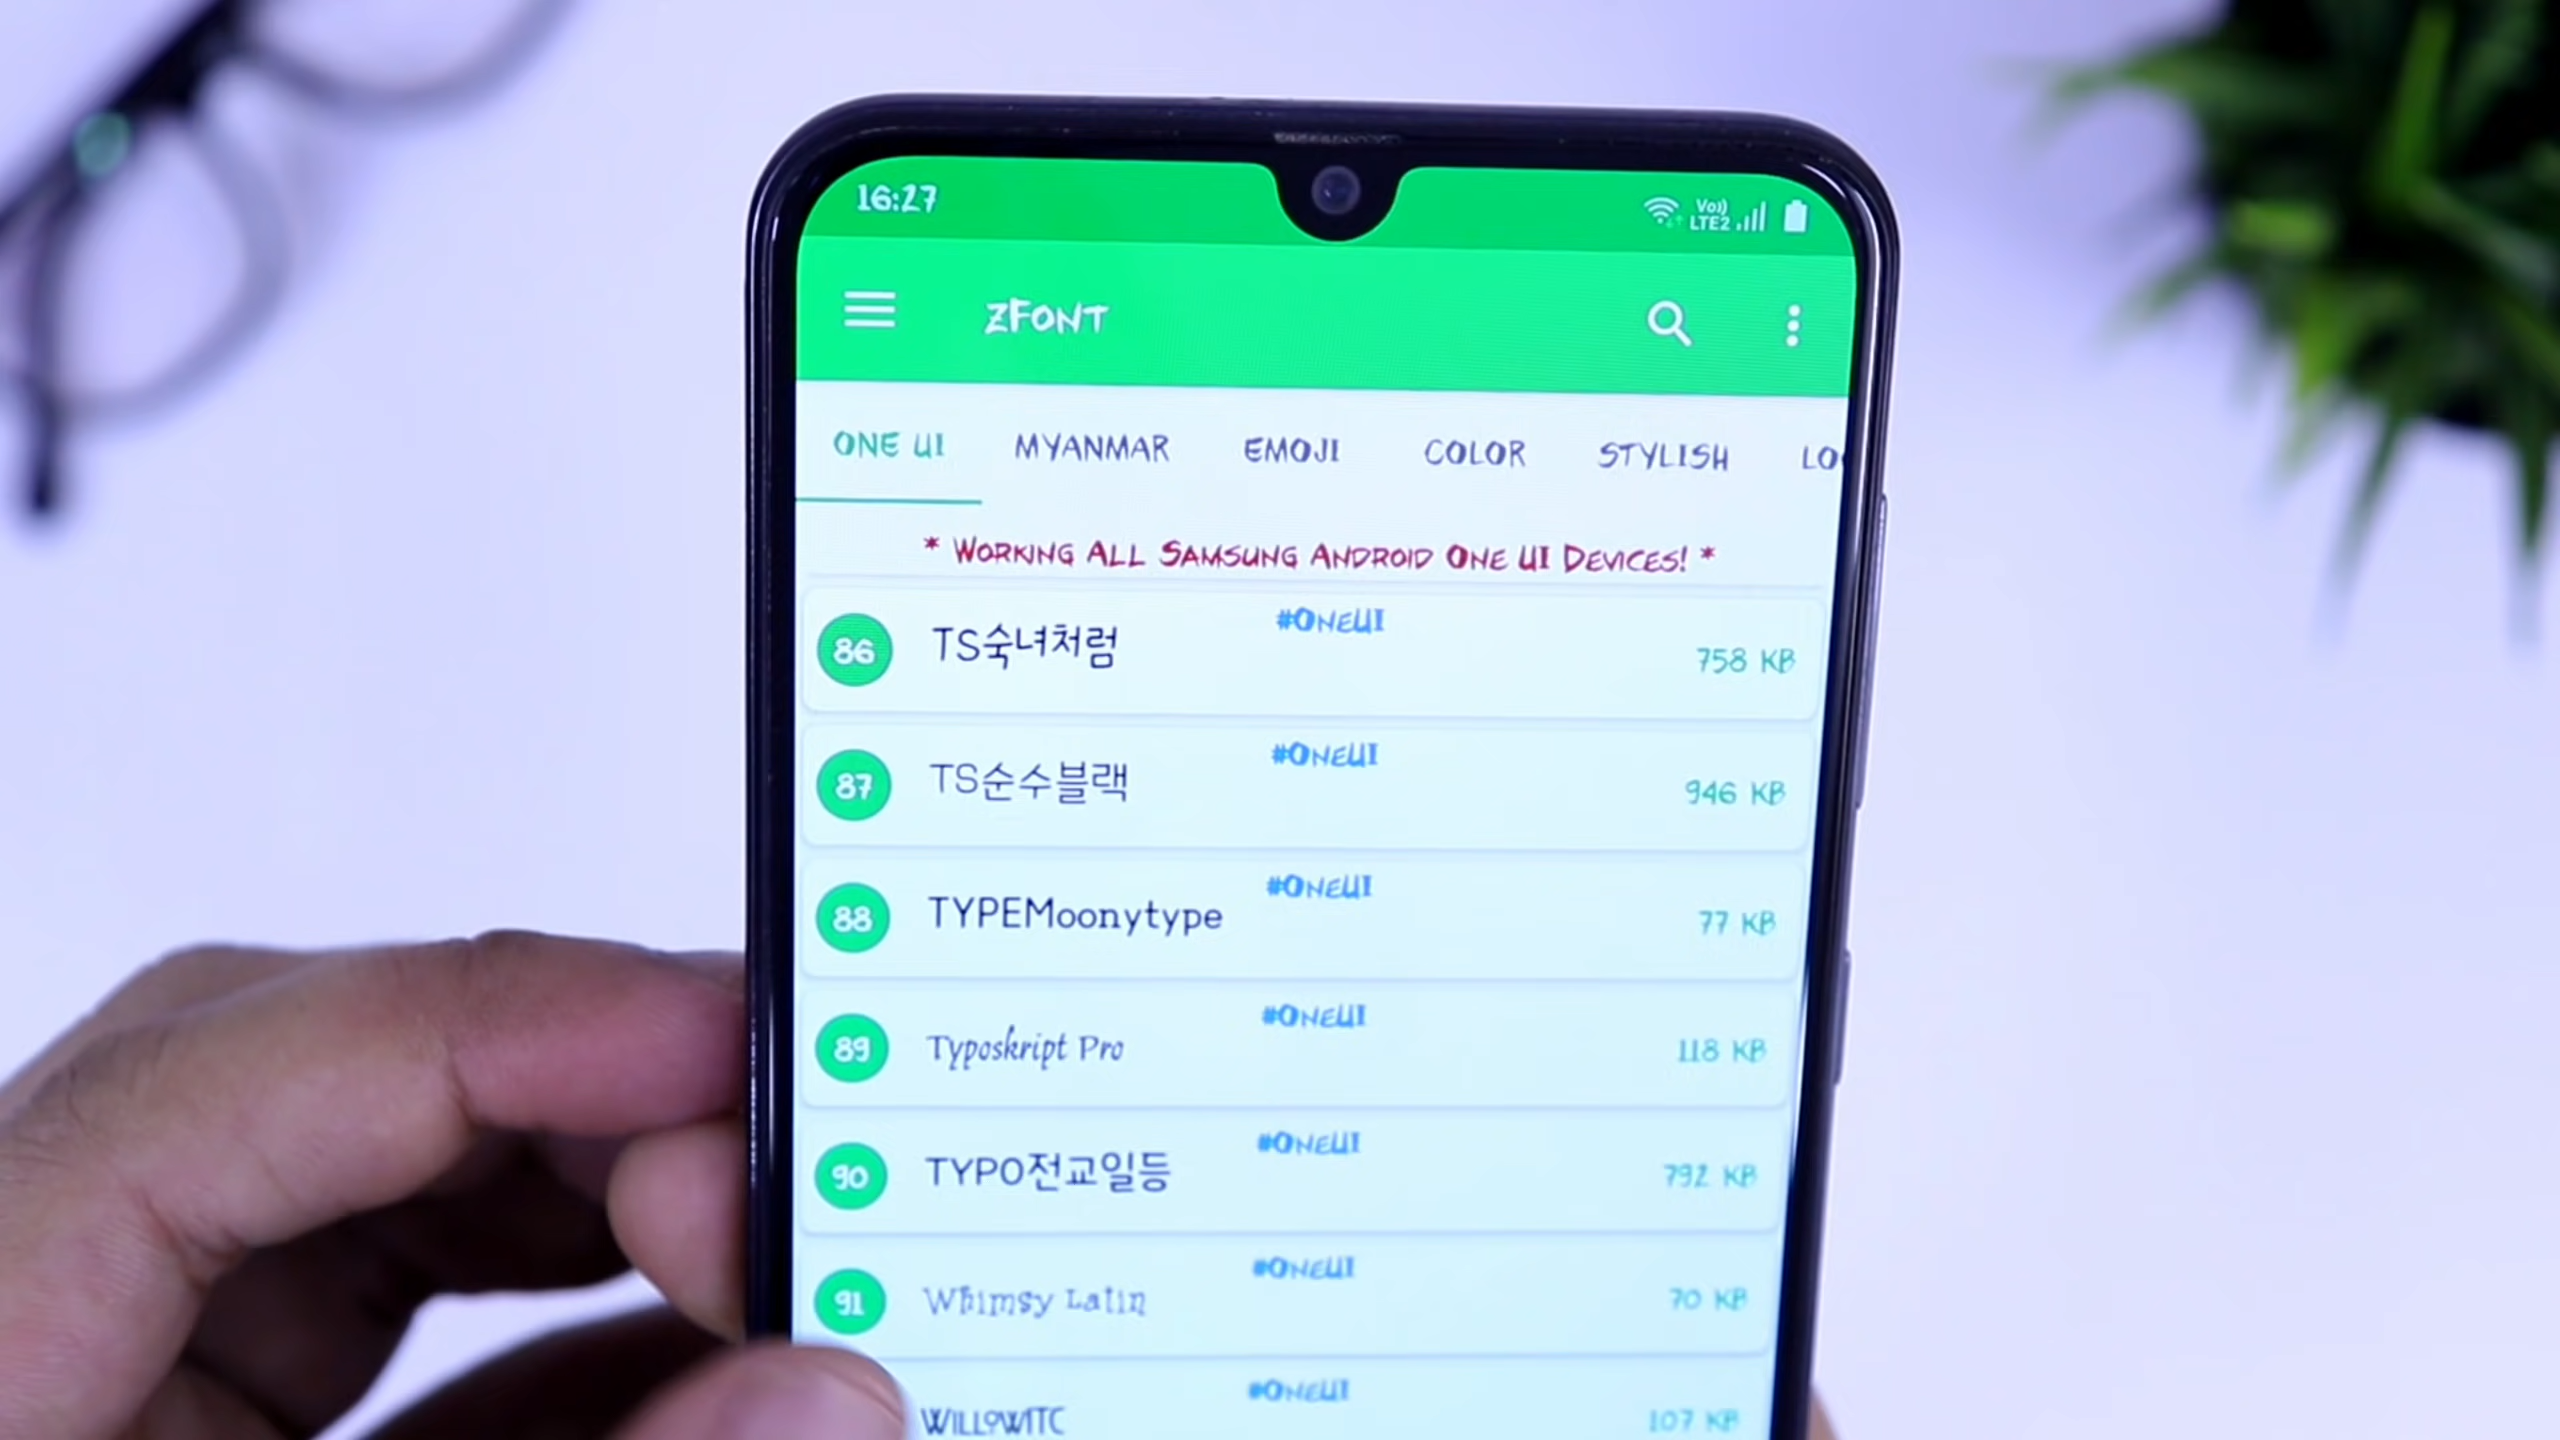 16:27 Vo)) LTE2
zFont
ONE UI MYANMAR EMOJI COLOR STYLISH
* Working All Samsung Android One UI Devices! *
86 TS숙녀처럼 #OneUI 758 KB
87 TS순수블랙 #OneUI 946 KB
88 TYPEMoonytype #OneUI 77 KB
89 Typoskript Pro #OneUI 118 KB
90 TYPO전교일등 #OneUI 792 KB
91 Whimsy Latin #OneUI 70 KB
WillowITC #OneUI 107 KB